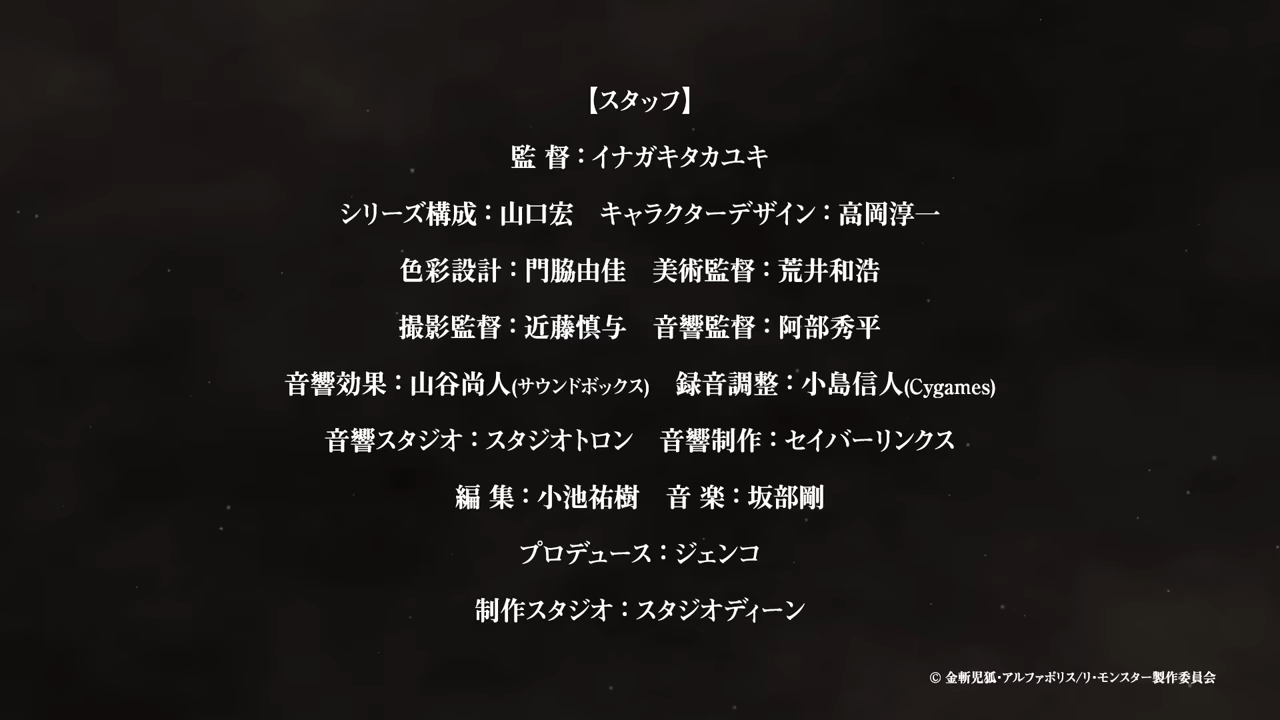 【スタッフ】
監 督：イナガキタカユキ
シリーズ構成：山口宏　キャラクターデザイン：高岡淳一
色彩設計：門脇由佳　美術監督：荒井和浩
撮影監督：近藤慎与　音響監督：阿部秀平
音響効果：山谷尚人(サウンドボックス)　録音調整：小島信人(Cygames)
音響スタジオ：スタジオトロン　音響制作：セイバーリンクス
編 集：小池祐樹　音 楽：坂部剛
プロデュース：ジェンコ
制作スタジオ：スタジオディーン
© 金斬児狐・アルファポリス/リ・モンスター製作委員会